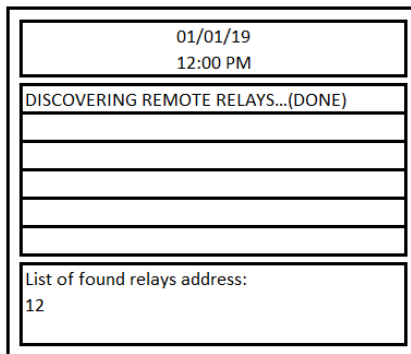 01/01/19
12:00 PM
DISCOVERING REMOTE RELAYS...(DONE)
List of found relays address:
12